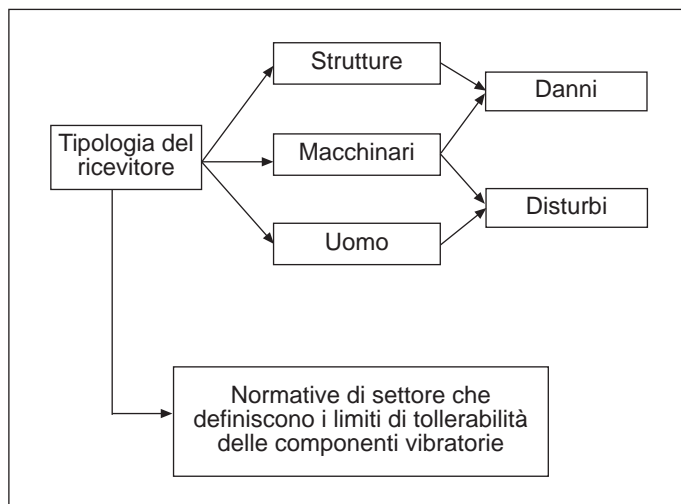 Strutture
Danni
Tipologia del
ricevitore
Macchinari
Disturbi
Uomo
Normative di settore che
definiscono i limiti di tollerabilità
delle componenti vibratorie